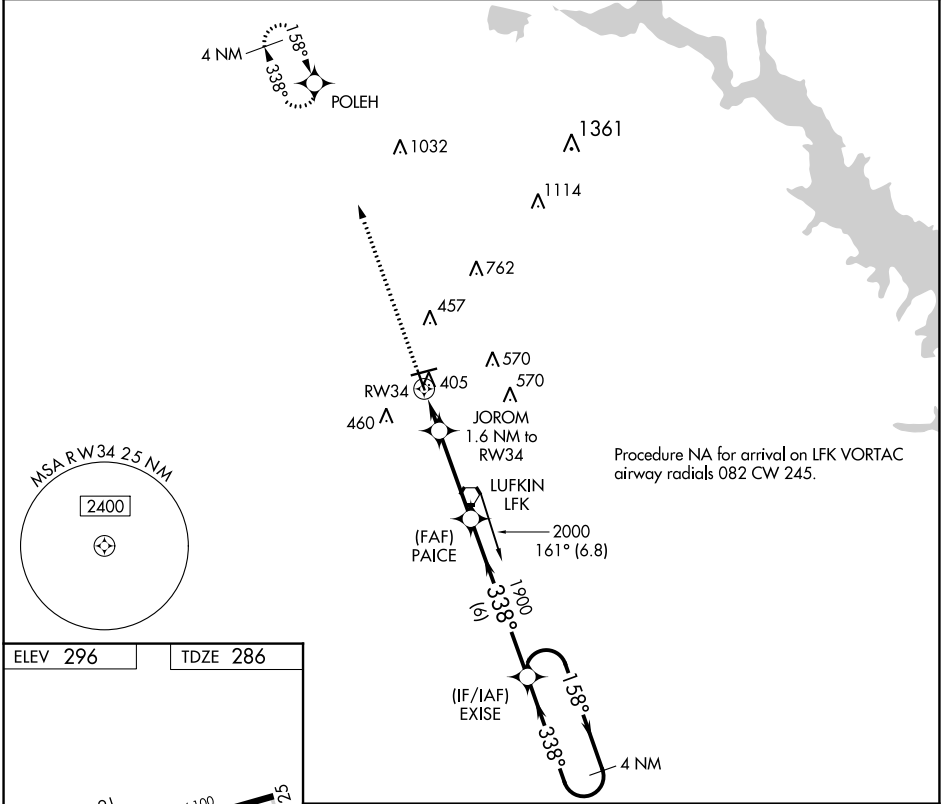 4 NM
158°
338°
POLEH
1032
1361
1114
762
457
570
570
405
RW34
460
JOROM
1.6 NM to
RW34
Procedure NA for arrival on LFK VORTAC
airway radials 082 CW 245.
MSA RW34 25 NM
2400
LUFKIN
LFK
(FAF)
PAICE
2000
161° (6.8)
1900
338°
(6)
ELEV 296
TDZE 286
(IF/IAF)
EXISE
158°
338°
4 NM
25